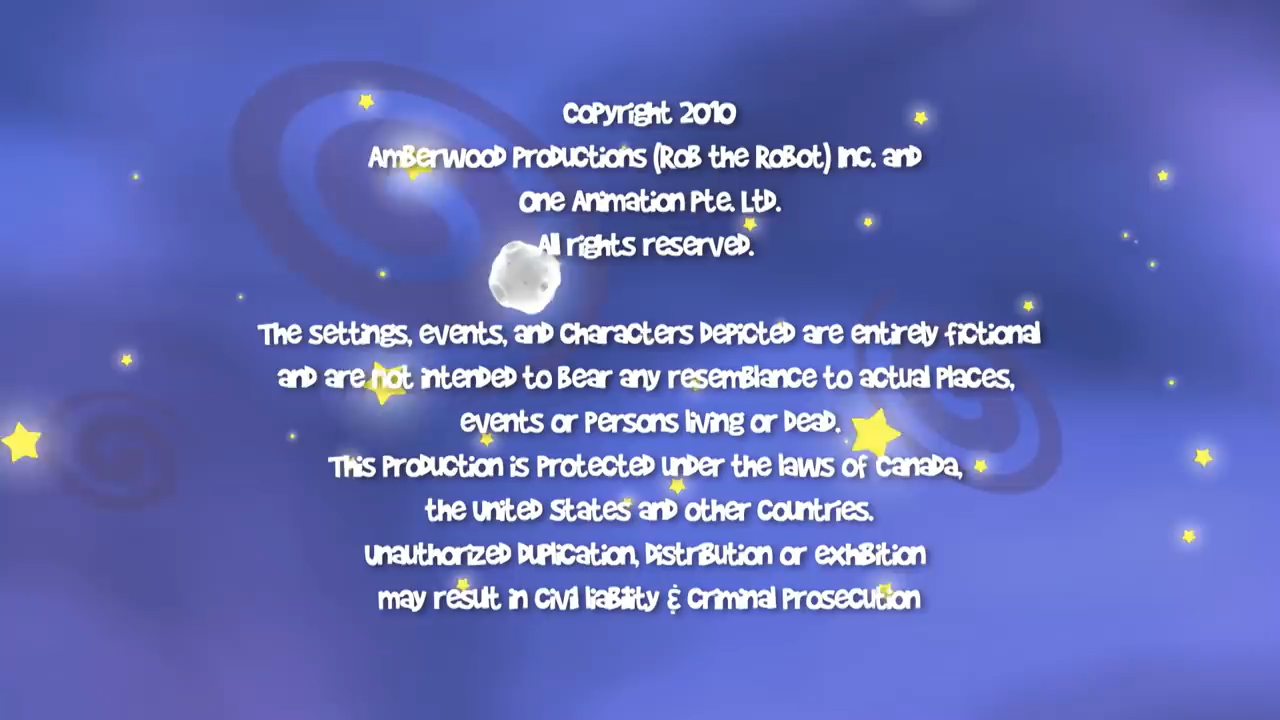 Copyright 2010
Amberwood Productions (Rob the Robot) Inc. and
One Animation Pte. Ltd.
All rights reserved.
The settings, events, and characters depicted are entirely fictional
and are not intended to bear any resemblance to actual places,
events or persons living or dead.
This production is protected under the laws of Canada,
the United States and other countries.
Unauthorized duplication, distribution or exhibition
may result in civil liability & criminal prosecution